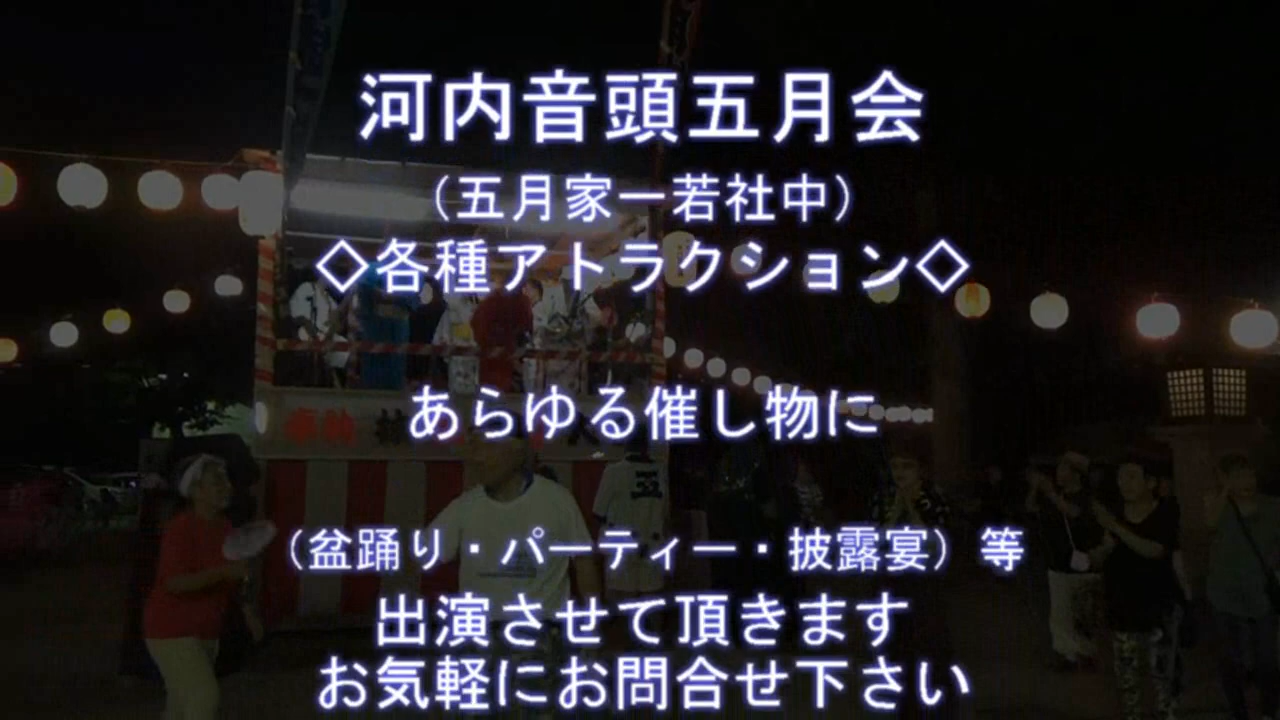 河内音頭五月会
（五月家一若社中）
◇各種アトラクション◇
あらゆる催し物に
（盆踊り・パーティー・披露宴）等
出演させて頂きます
お気軽にお問合せ下さい